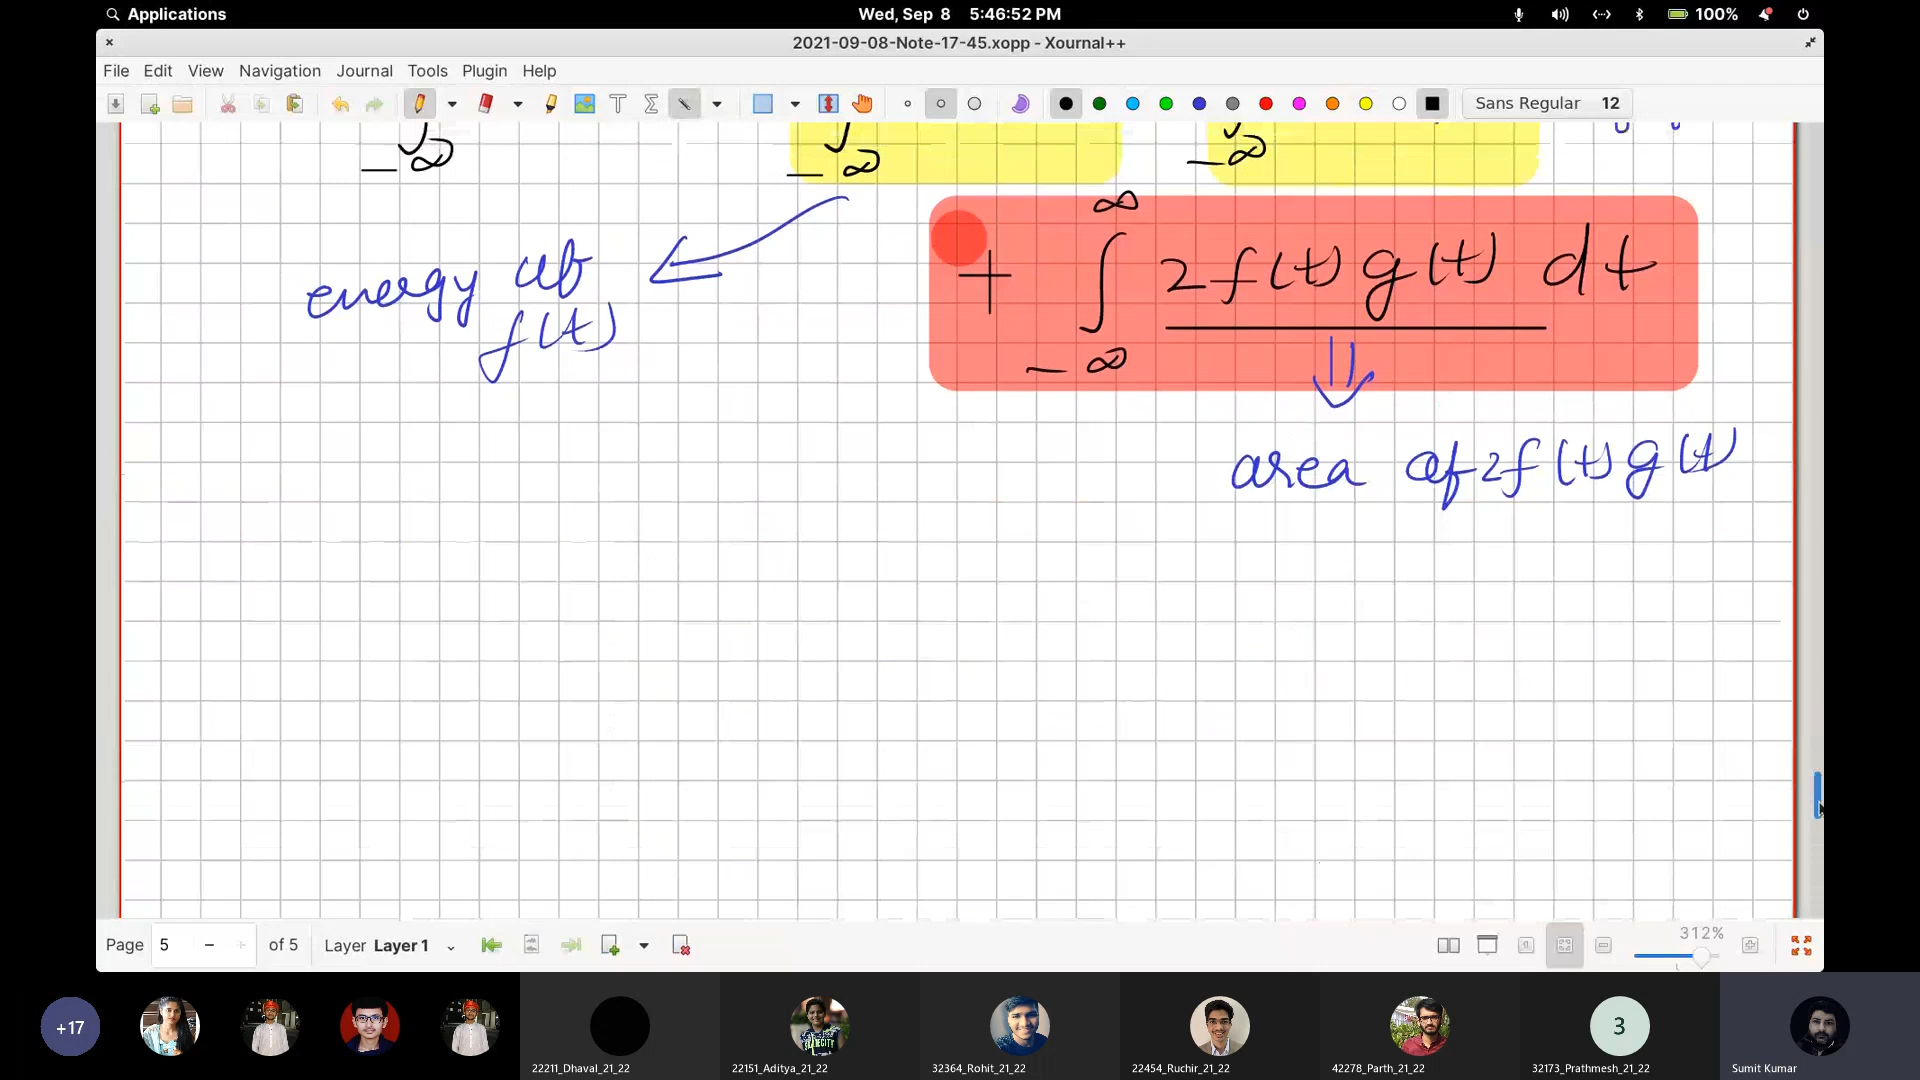 Applications
Wed, Sep 8 5:46:52 PM
100%
2021-09-08-Note-17-45.xopp - Xournal++
File Edit View Navigation Journal Tools Plugin Help
Sans Regular 12
-∞ -∞ -∞
+ ∫ ∞ -∞ 2f(t)g(t) dt
energy of
f(t)
area of 2f(t)g(t)
Page 5 of 5 Layer Layer 1
312%
+17
3
22211_Dhaval_21_22
22151_Aditya_21_22
32364_Rohit_21_22
22454_Ruchir_21_22
42278_Parth_21_22
32173_Prathmesh_21_22
Sumit Kumar